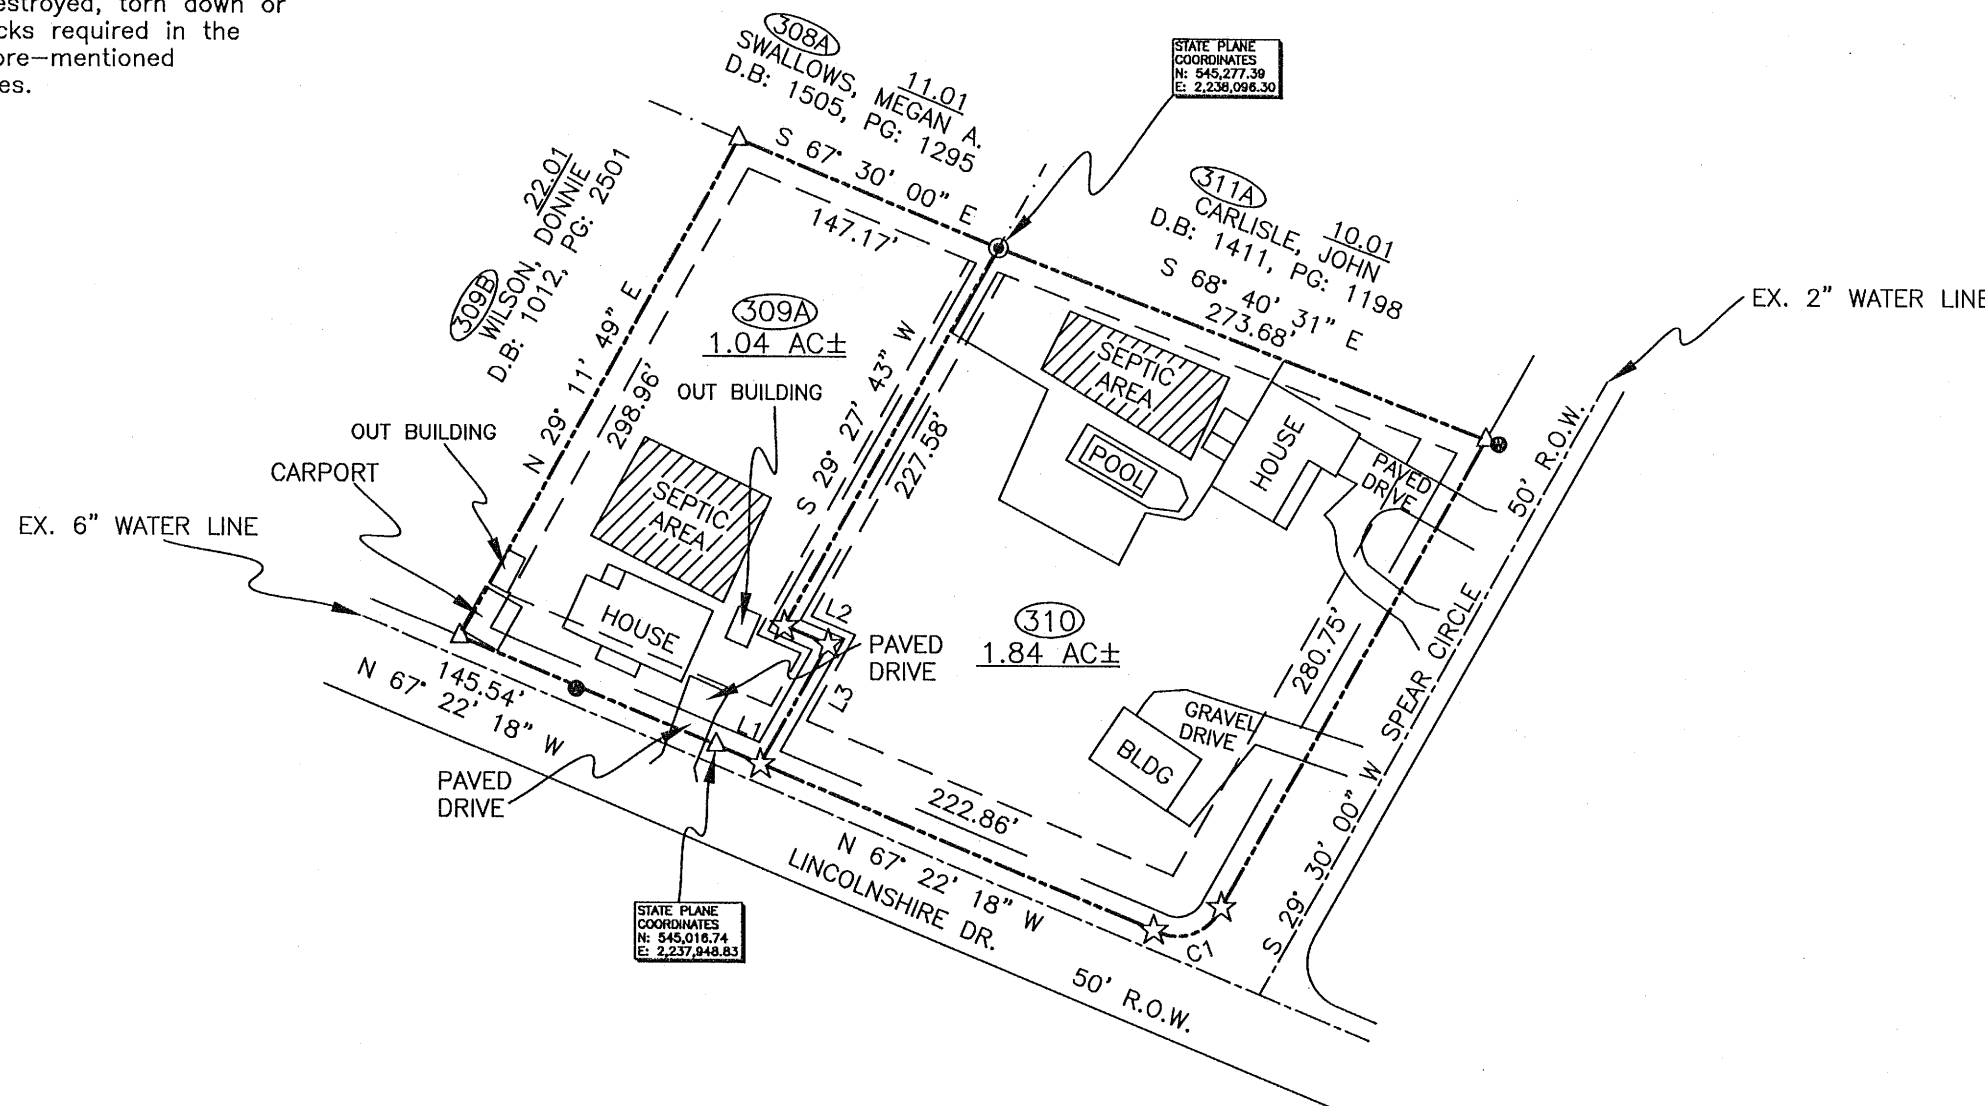 estroyed, torn down or
cks required in the
ore-mentioned
es.
308A
SWALLOWS, MEGAN A.
11.01
D.B: 1505, PG: 1295
STATE PLANE
COORDINATES
N: 545,277.39
E: 2,238,096.30
S 67° 30' 00" E
147.17'
311A
CARLISLE, JOHN
10.01
D.B: 1411, PG: 1198
S 68° 40' 31" E
273.68'
EX. 2" WATER LINE
22.01
309B
WILSON, DONNIE
D.B: 1012, PG: 2501
N 29° 11' 49" E
298.96'
309A
1.04 AC±
OUT BUILDING
S 29° 27' 43" W
227.58'
SEPTIC
AREA
POOL
HOUSE
PAVED
DRIVE
50' R.O.W.
OUT BUILDING
CARPORT
EX. 6" WATER LINE
SEPTIC
AREA
HOUSE
L2
PAVED
DRIVE
L3
L1
310
1.84 AC±
280.75'
SPEAR CIRCLE
S 29° 30' 00" W
GRAVEL
DRIVE
BLDG
145.54'
N 67° 22' 18" W
PAVED
DRIVE
222.86'
N 67° 22' 18" W
LINCOLNSHIRE DR.
50' R.O.W.
C1
STATE PLANE
COORDINATES
N: 545,016.74
E: 2,237,948.83